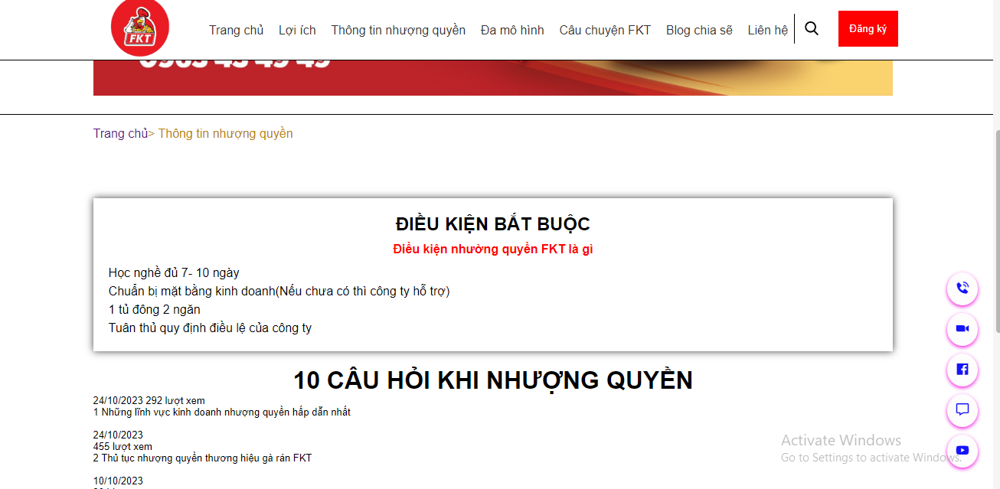 FKT
Trang chủ Lợi ích Thông tin nhượng quyền Đa mô hình Câu chuyện FKT Blog chia sẽ Liên hệ Đăng ký
Trang chủ> Thông tin nhượng quyền
ĐIỀU KIỆN BẮT BUỘC
Điều kiện nhường quyền FKT là gì
Học nghề đủ 7- 10 ngày
Chuẩn bị mặt bằng kinh doanh(Nếu chưa có thì công ty hỗ trợ)
1 tủ đông 2 ngăn
Tuân thủ quy định điều lệ của công ty
10 CÂU HỎI KHI NHƯỢNG QUYỀN
24/10/2023 292 lượt xem
1 Những lĩnh vực kinh doanh nhượng quyền hấp dẫn nhất
24/10/2023
455 lượt xem
2 Thủ tục nhượng quyền thương hiệu gà rán FKT
10/10/2023
Activate Windows
Go to Settings to activate Windows.